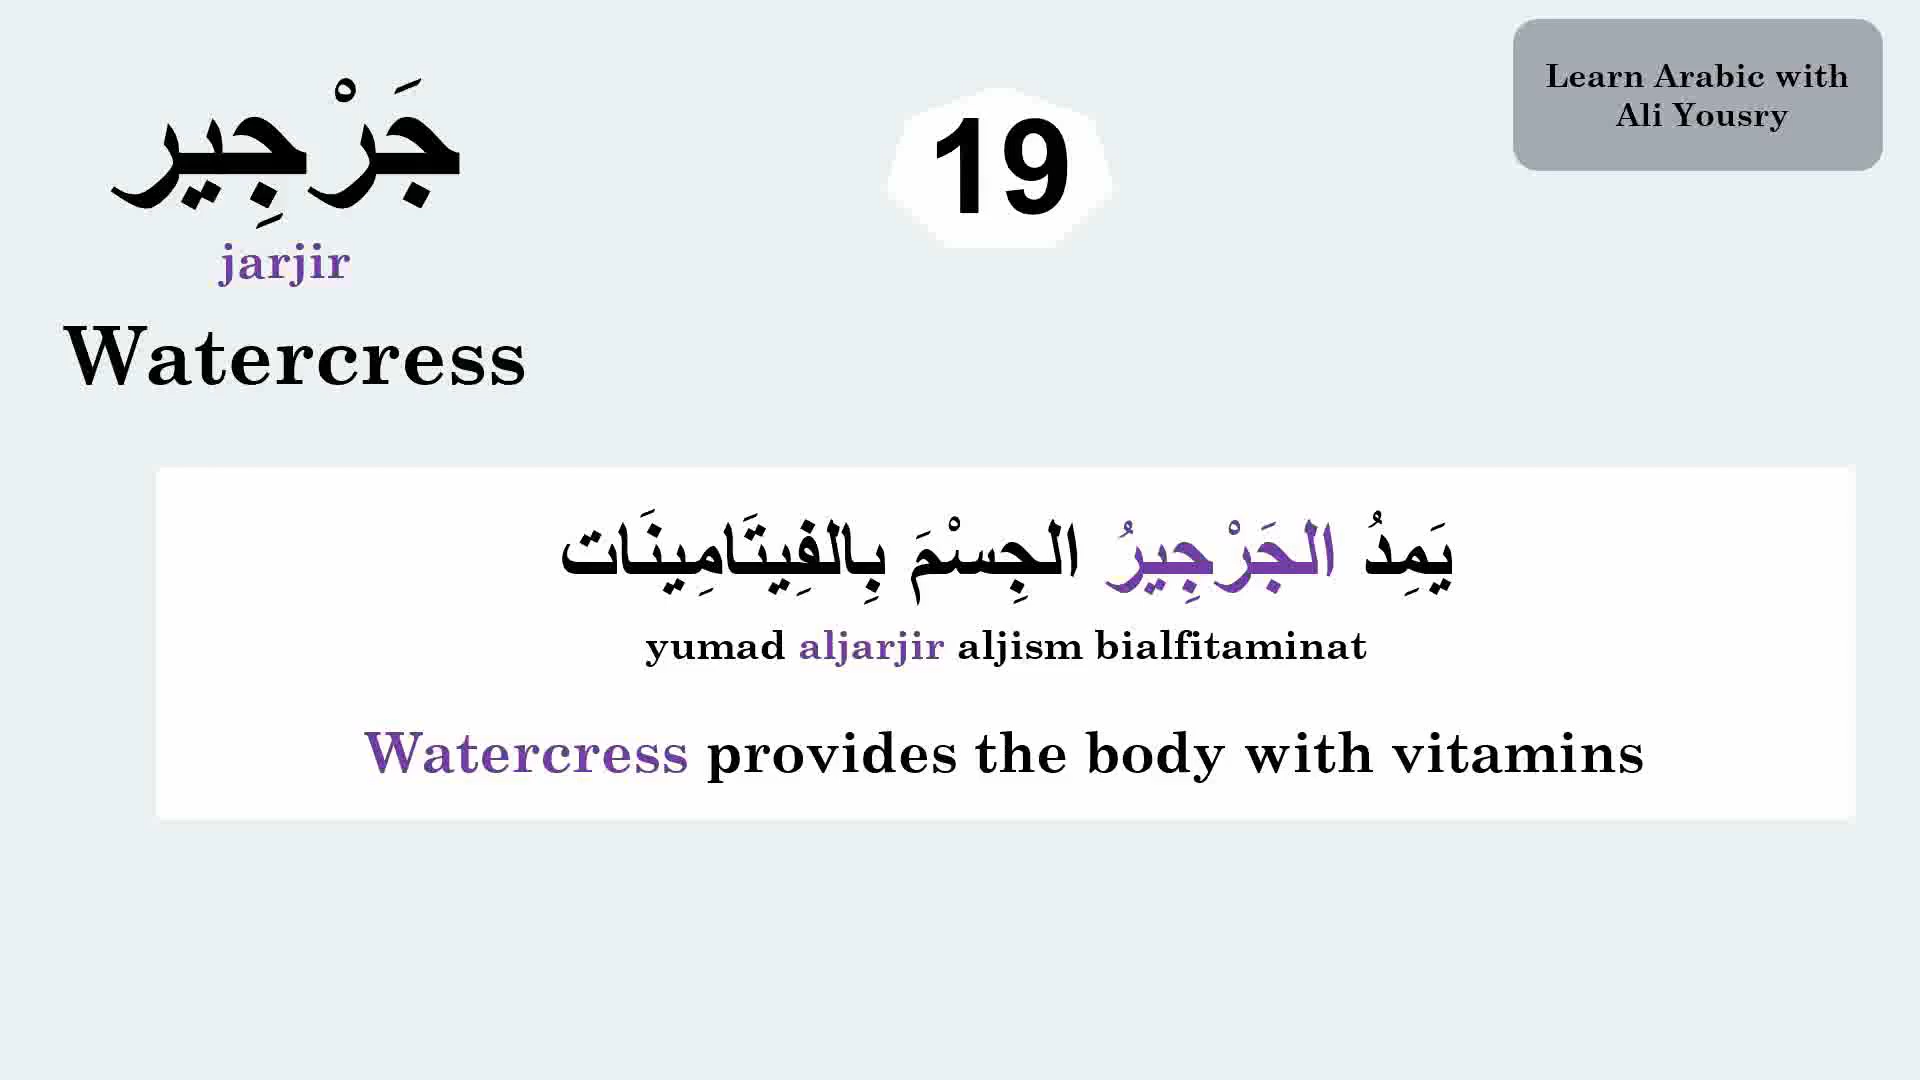 جَرْجِير
jarjir
Watercress
19
Learn Arabic with
Ali Yousry
يَمِدُ الجَرْجِيرُ الجِسْمَ بِالفِيتَامِينَات
yumad aljarjir aljism bialfitaminat
Watercress provides the body with vitamins